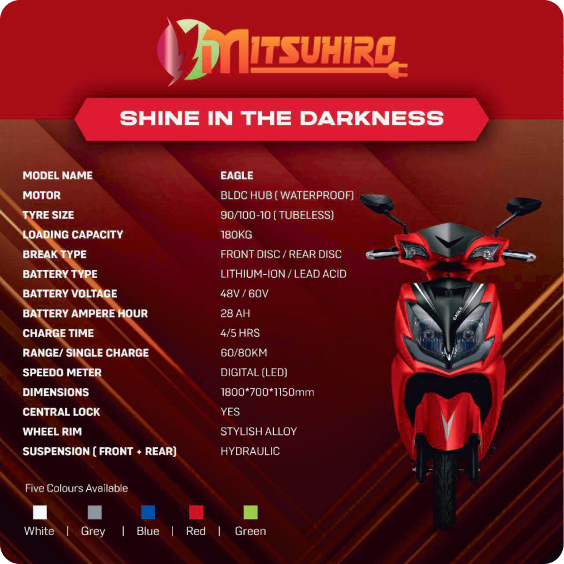 MITSUHIRO
SHINE IN THE DARKNESS
MODEL NAME EAGLE
MOTOR BLDC HUB ( WATERPROOF)
TYRE SIZE 90/100-10 ( TUBELESS)
LOADING CAPACITY 180KG
BREAK TYPE FRONT DISC / REAR DISC
BATTERY TYPE LITHIUM-ION / LEAD ACID
BATTERY VOLTAGE 48V / 60V
BATTERY AMPERE HOUR 28 AH
CHARGE TIME 4/5 HRS
RANGE/ SINGLE CHARGE 60/80KM
SPEEDO METER DIGITAL (LED)
DIMENSIONS 1800*700*1150mm
CENTRAL LOCK YES
WHEEL RIM STYLISH ALLOY
SUSPENSION ( FRONT + REAR) HYDRAULIC
EAGLE
Five Colours Available
White | Grey | Blue | Red | Green